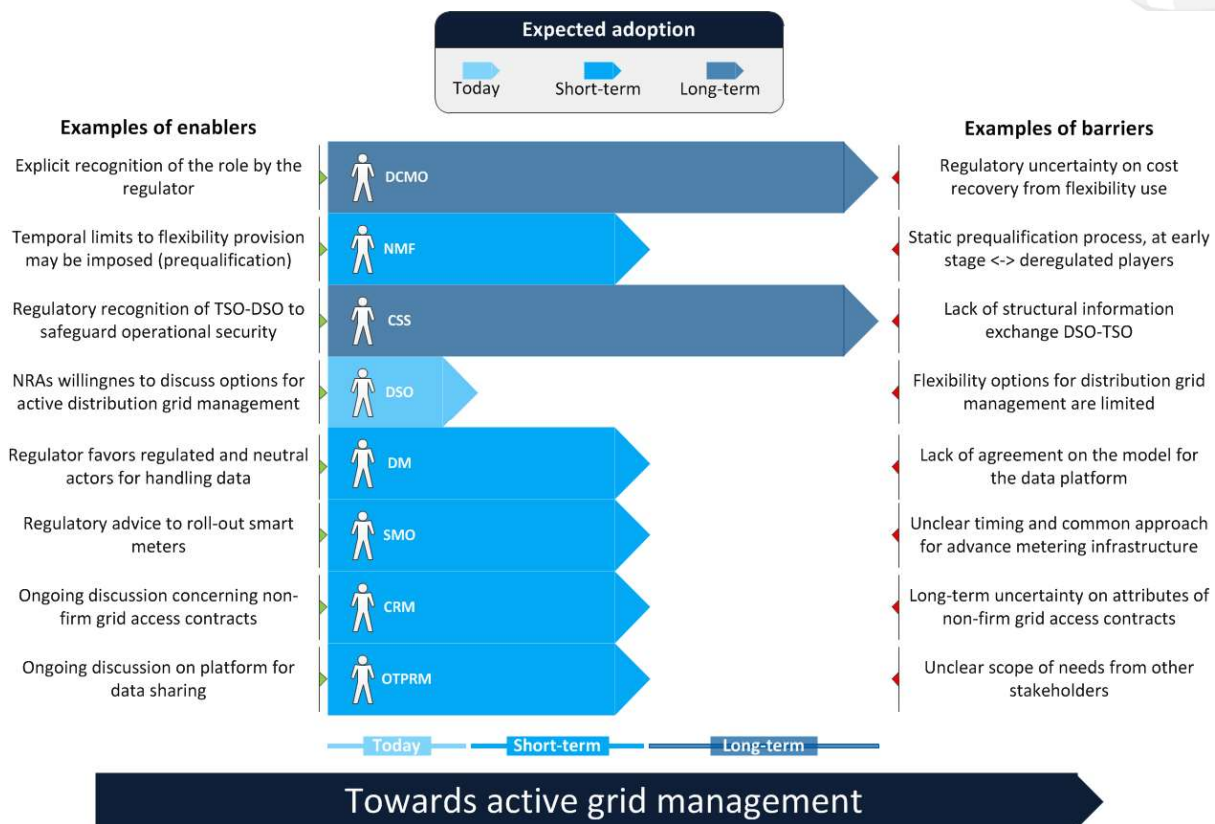 Expected adoption
Today
Short-term
Long-term
Examples of enablers
Examples of barriers
Explicit recognition of the role by the
regulator
DCMO
Regulatory uncertainty on cost
recovery from flexibility use
Temporal limits to flexibility provision
may be imposed (prequalification)
NMF
Static prequalification process, at early
stage <-> deregulated players
Regulatory recognition of TSO-DSO to
safeguard operational security
CSS
Lack of structural information
exchange DSO-TSO
NRAs willingnes to discuss options for
active distribution grid management
DSO
Flexibility options for distribution grid
management are limited
Regulator favors regulated and neutral
actors for handling data
DM
Lack of agreement on the model for
the data platform
Regulatory advice to roll-out smart
meters
SMO
Unclear timing and common approach
for advance metering infrastructure
Ongoing discussion concerning non-
firm grid access contracts
CRM
Long-term uncertainty on attributes of
non-firm grid access contracts
Ongoing discussion on platform for
data sharing
OTPRM
Unclear scope of needs from other
stakeholders
Today
Short-term
Long-term
Towards active grid management